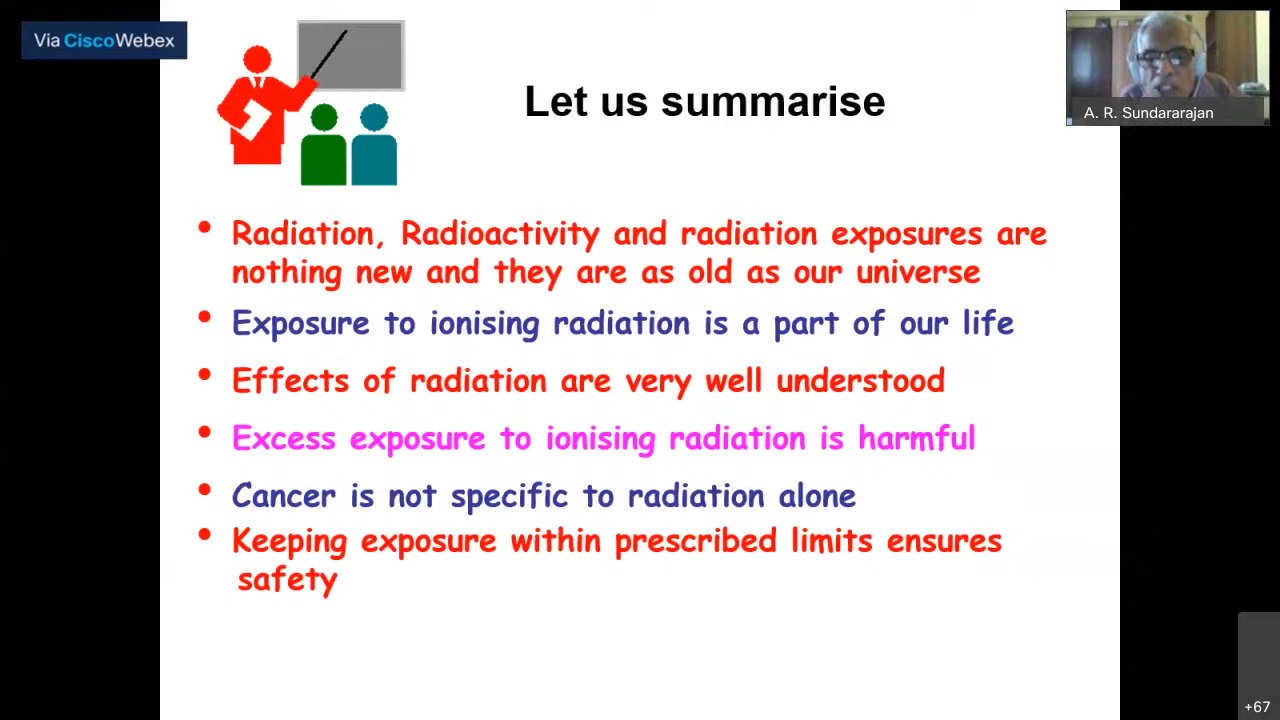 Via Cisco Webex
A. R. Sundararajan
Let us summarise
• Radiation, Radioactivity and radiation exposures are
nothing new and they are as old as our universe
• Exposure to ionising radiation is a part of our life
• Effects of radiation are very well understood
• Excess exposure to ionising radiation is harmful
• Cancer is not specific to radiation alone
• Keeping exposure within prescribed limits ensures
safety
+67